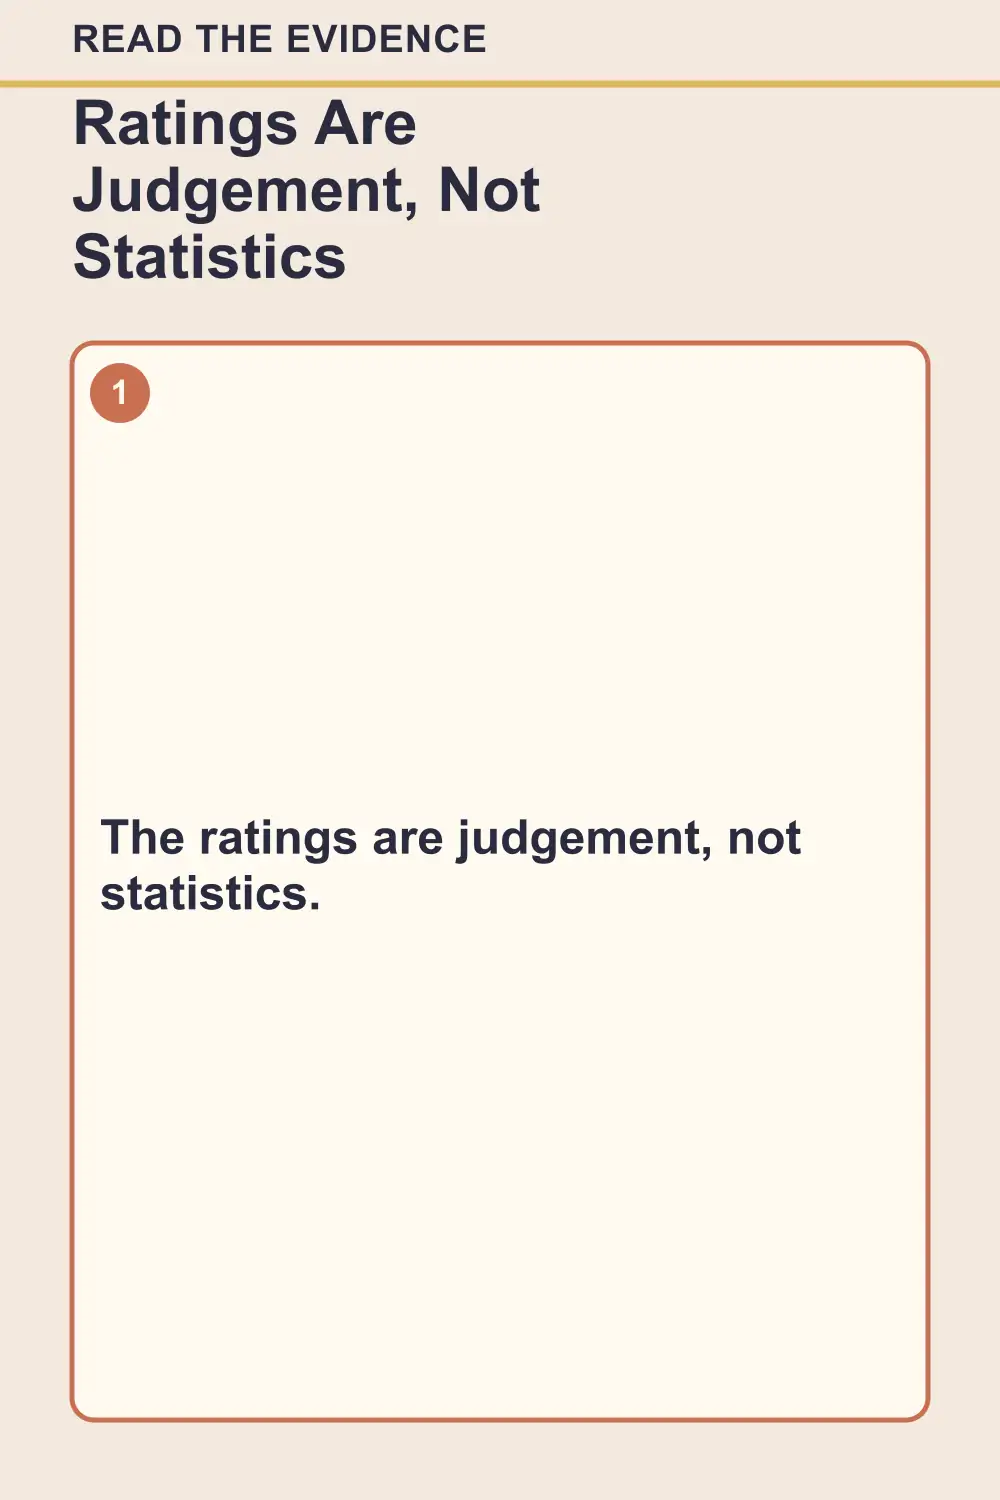 READ THE EVIDENCE
Ratings Are
Judgement, Not
Statistics
1
The ratings are judgement, not
statistics.